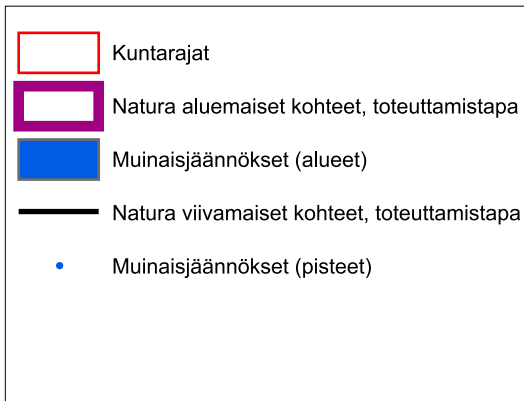 Kuntarajat
Natura aluemaiset kohteet, toteuttamistapa
Muinaisjäännökset (alueet)
Natura viivamaiset kohteet, toteuttamistapa
Muinaisjäännökset (pisteet)